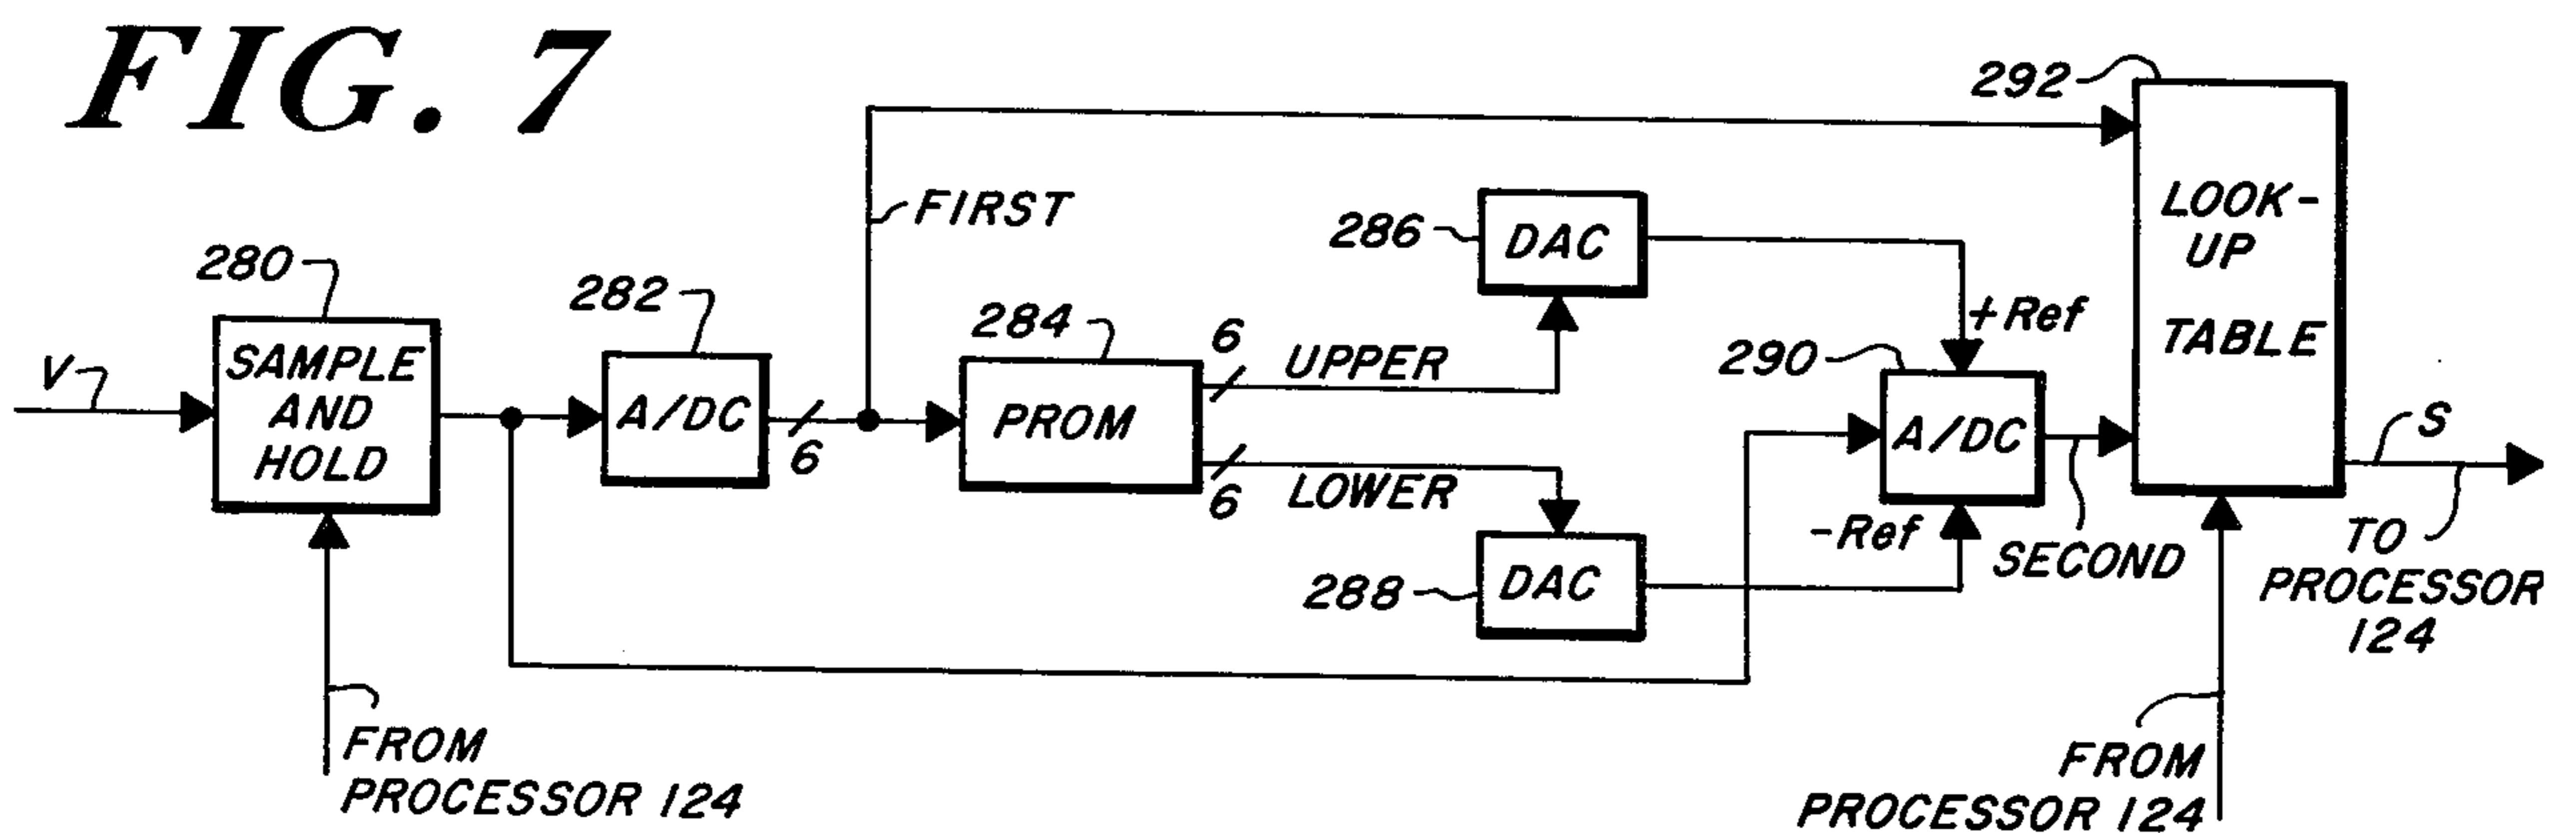 FIG. 7
292
LOOK-
UP
TABLE
FIRST
286
DAC
280
282
284
6
UPPER
+Ref
290
V
SAMPLE
AND
HOLD
A/DC
6
PROM
6
LOWER
A/DC
S
-Ref
SECOND
TO
PROCESSOR
124
288
DAC
FROM
PROCESSOR 124
FROM
PROCESSOR 124